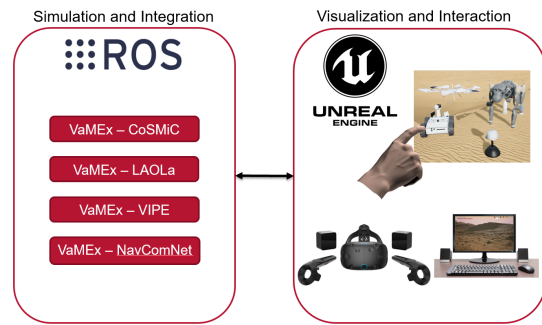 Simulation and Integration
Visualization and Interaction
ROS
UNREAL
ENGINE
VaMEx – CoSMiC
VaMEx – LAOLa
VaMEx – VIPE
VaMEx – NavComNet